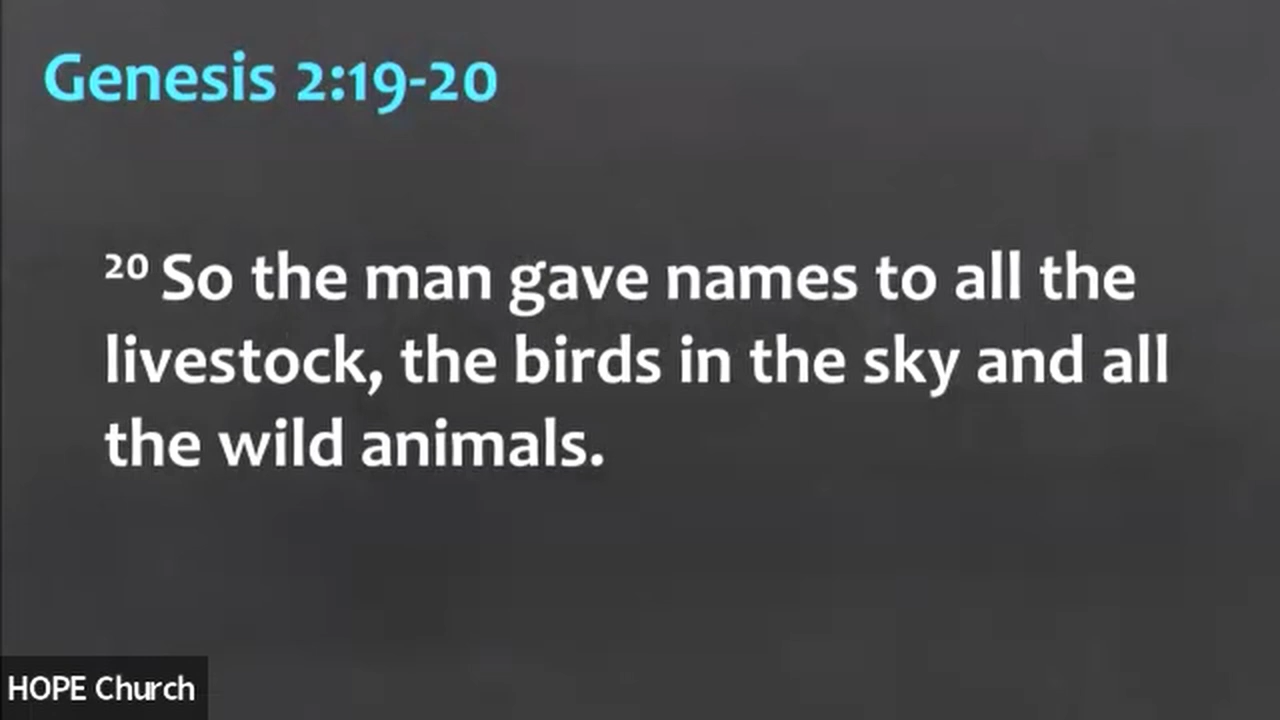 Genesis 2:19-20
20 So the man gave names to all the
livestock, the birds in the sky and all
the wild animals.
HOPE Church